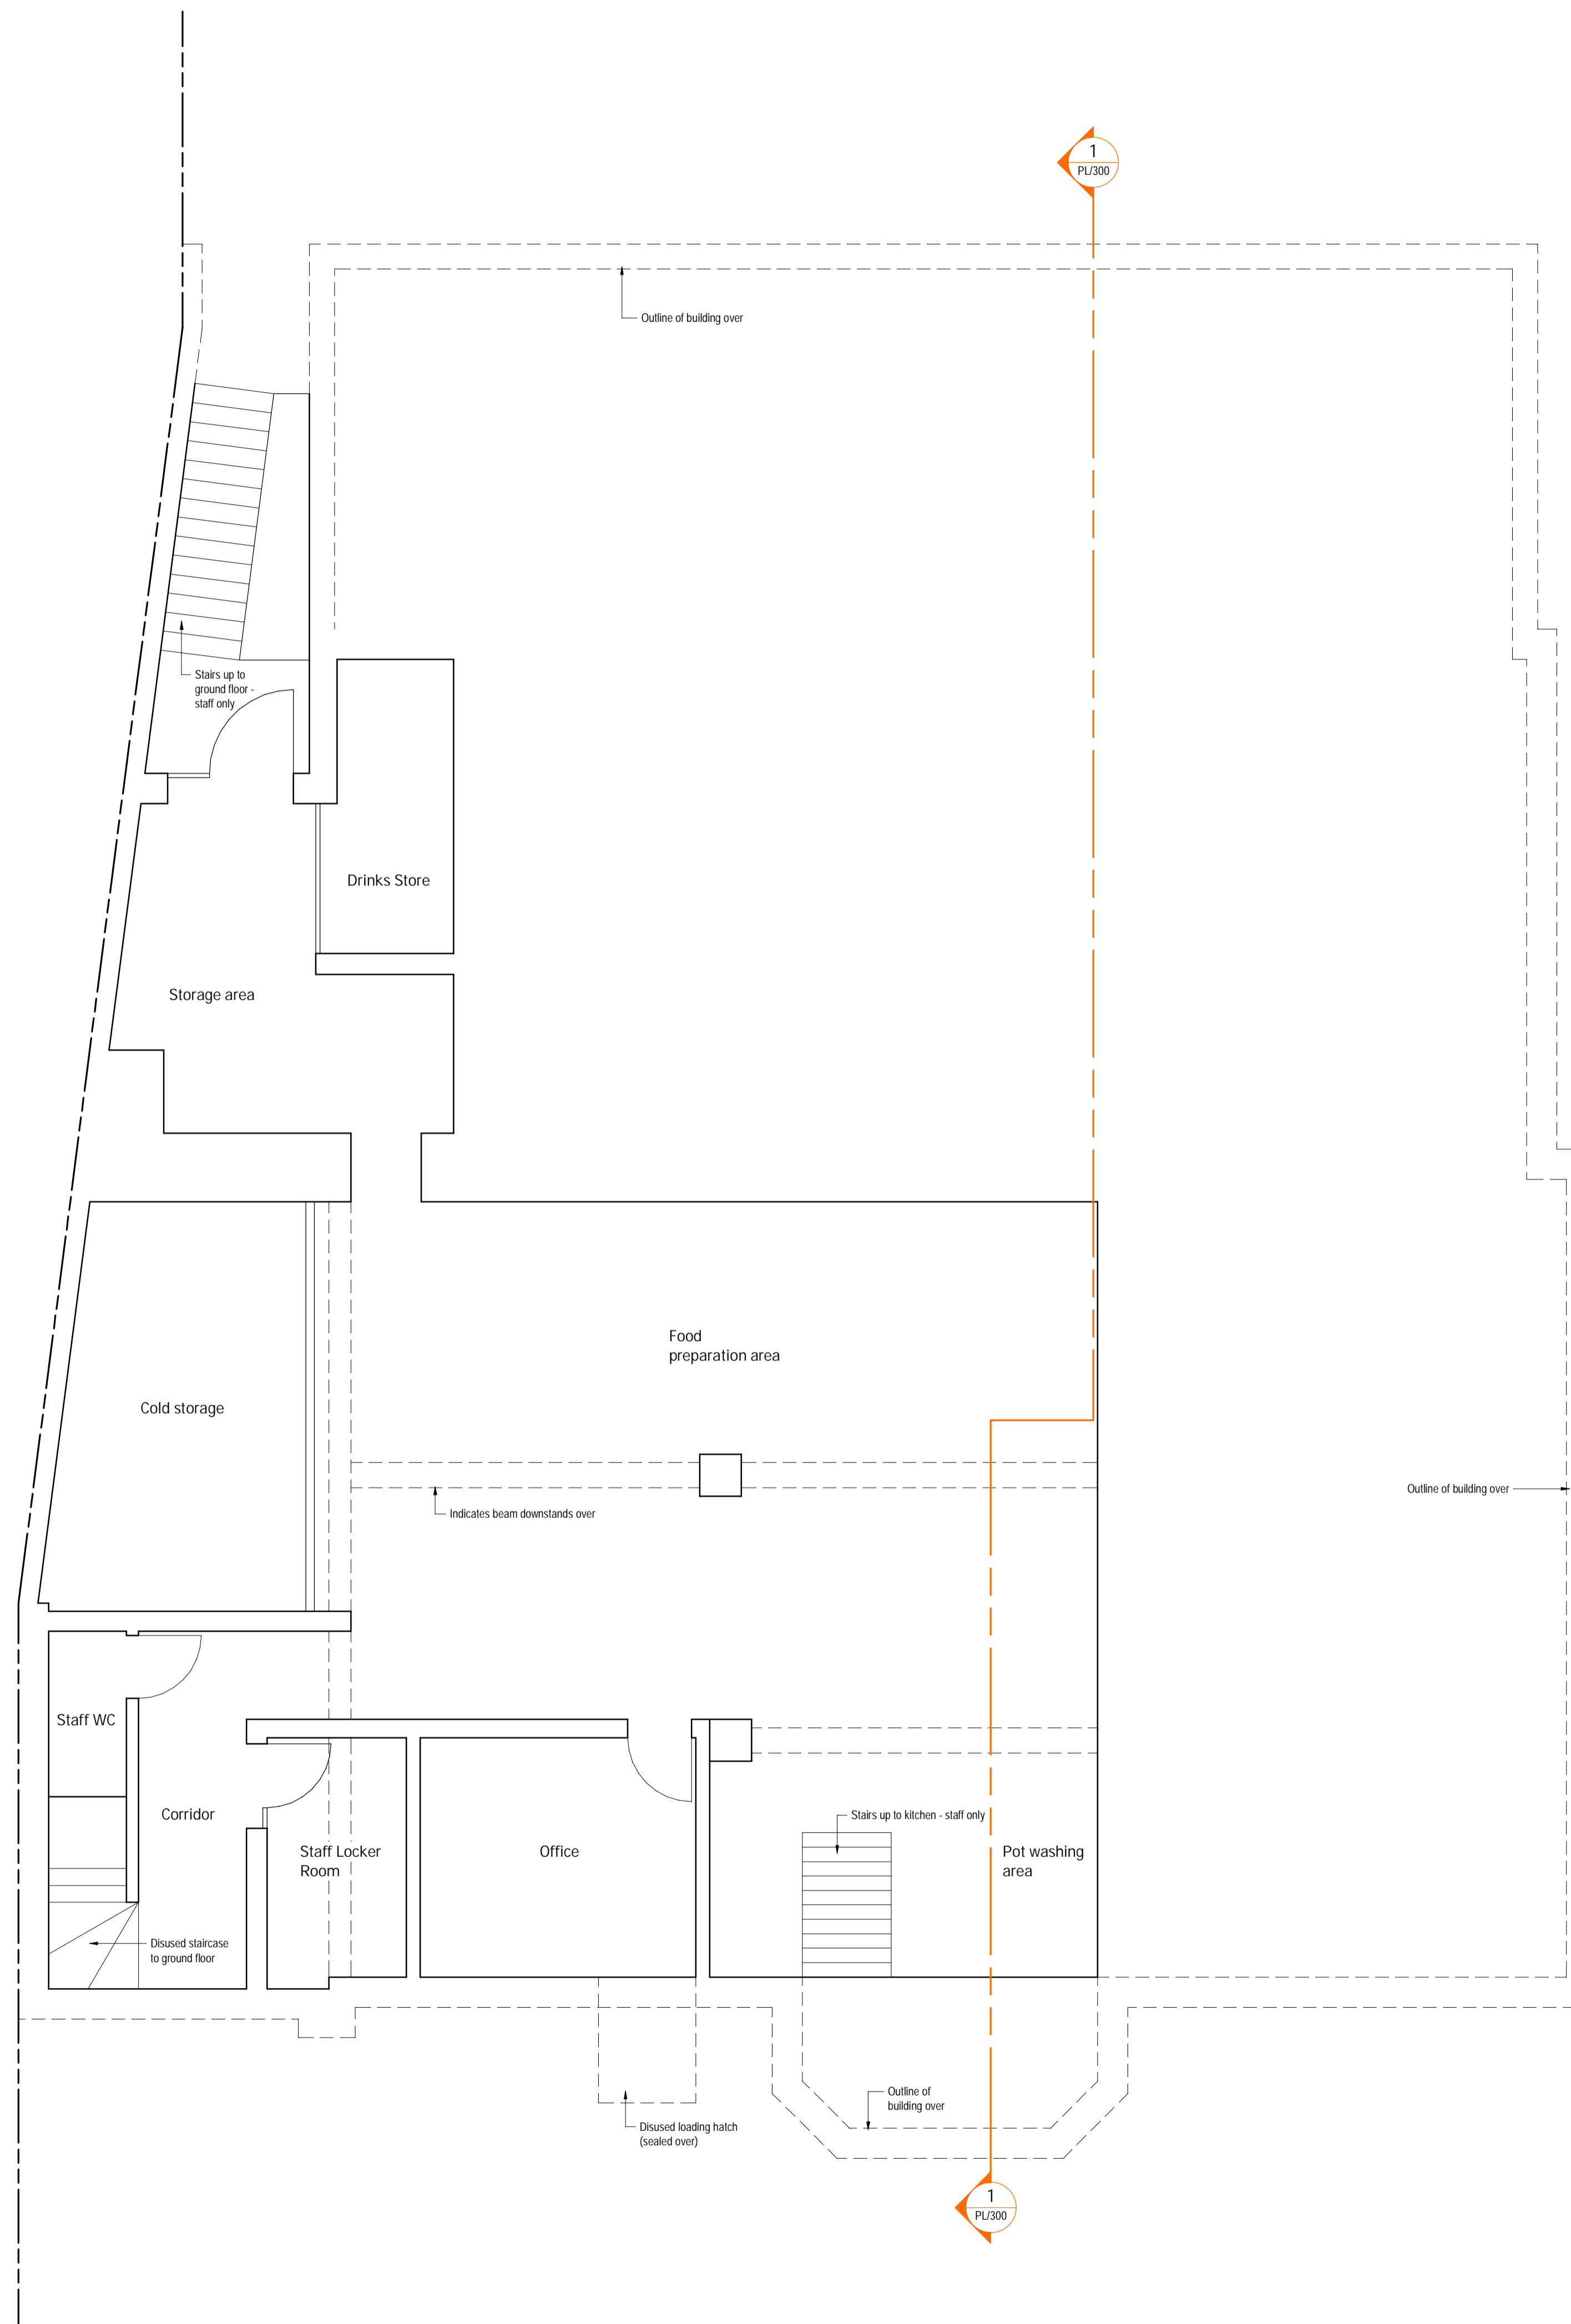 1
PL/300
Outline of building over
Stairs up to
ground floor -
staff only
Drinks Store
Storage area
Food
preparation area
Cold storage
Outline of building over
Indicates beam downstands over
Staff WC
Corridor
Stairs up to kitchen - staff only
Staff Locker
Room
Office
Pot washing
area
Disused staircase
to ground floor
Outline of
building over
Disused loading hatch
(sealed over)
1
PL/300